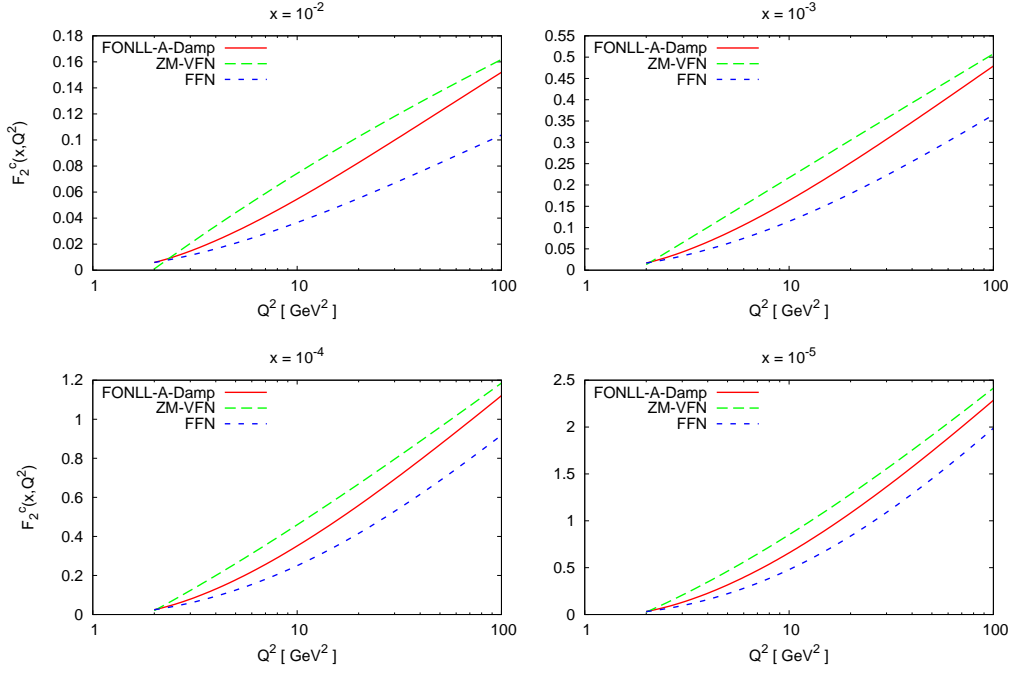 x = 10^-2
0.18
0.16
0.14
0.12
0.1
0.08
0.06
0.04
0.02
0
FONLL-A-Damp
ZM-VFN
FFN
F_2^c(x,Q^2)
1 10 100
Q^2 [ GeV^2 ]
x = 10^-3
0.55
0.5
0.45
0.4
0.35
0.3
0.25
0.2
0.15
0.1
0.05
0
FONLL-A-Damp
ZM-VFN
FFN
1 10 100
Q^2 [ GeV^2 ]
x = 10^-4
1.2
1
0.8
0.6
0.4
0.2
0
FONLL-A-Damp
ZM-VFN
FFN
F_2^c(x,Q^2)
1 10 100
Q^2 [ GeV^2 ]
x = 10^-5
2.5
2
1.5
1
0.5
0
FONLL-A-Damp
ZM-VFN
FFN
1 10 100
Q^2 [ GeV^2 ]